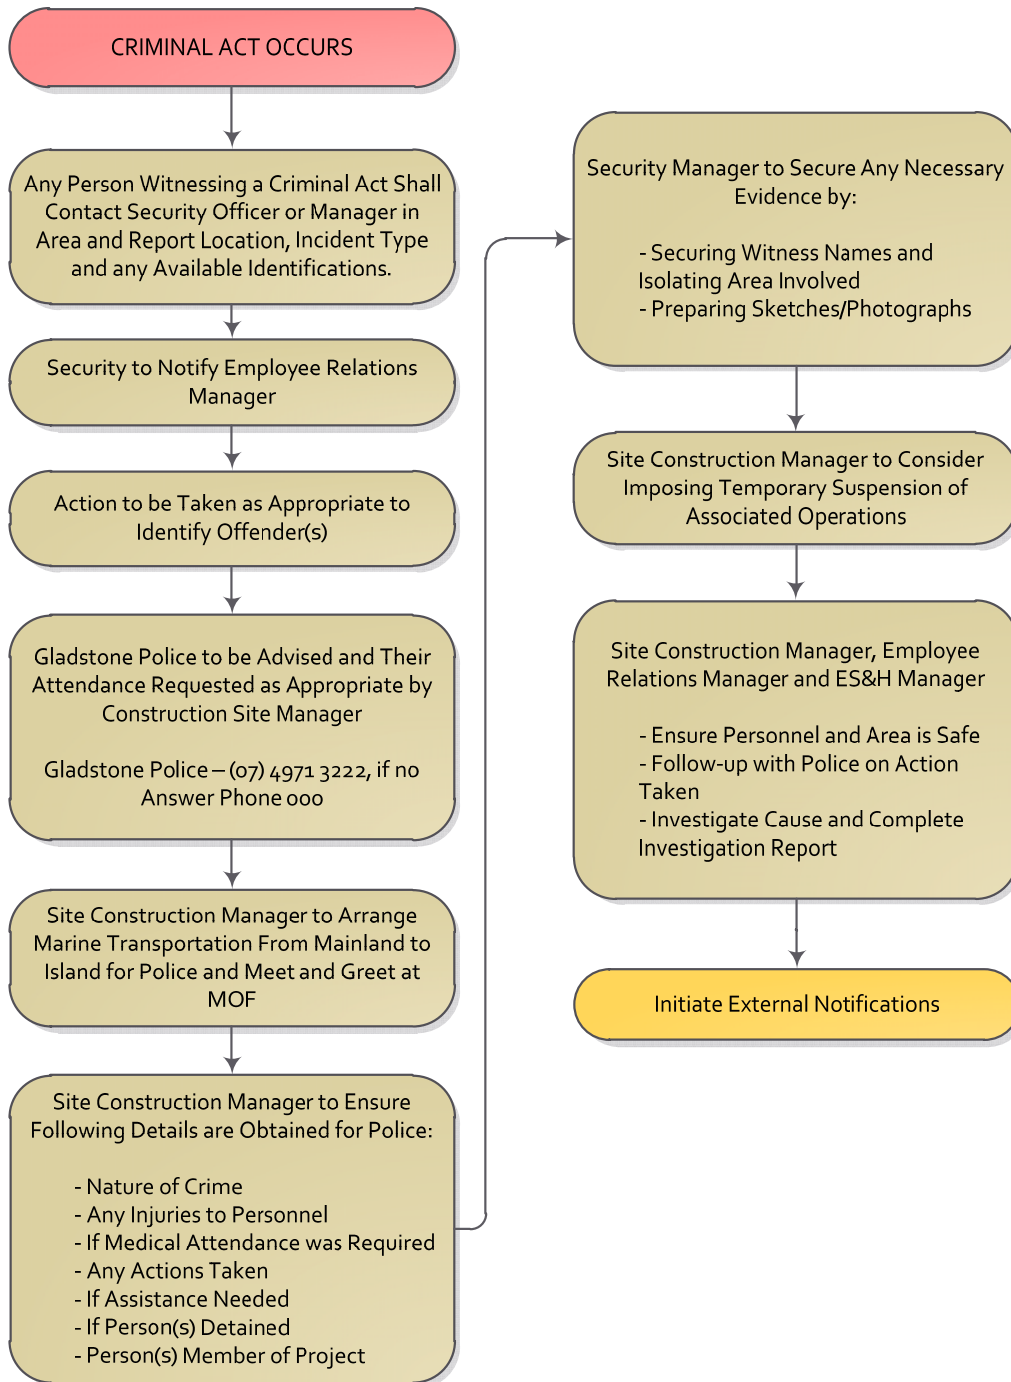 CRIMINAL ACT OCCURS
Any Person Witnessing a Criminal Act Shall
Contact Security Officer or Manager in
Area and Report Location, Incident Type
and any Available Identifications.
Security to Notify Employee Relations
Manager
Action to be Taken as Appropriate to
Identify Offender(s)
Gladstone Police to be Advised and Their
Attendance Requested as Appropriate by
Construction Site Manager
Gladstone Police – (07) 4971 3222, if no
Answer Phone 000
Site Construction Manager to Arrange
Marine Transportation From Mainland to
Island for Police and Meet and Greet at
MOF
Site Construction Manager to Ensure
Following Details are Obtained for Police:
- Nature of Crime
- Any Injuries to Personnel
- If Medical Attendance was Required
- Any Actions Taken
- If Assistance Needed
- If Person(s) Detained
- Person(s) Member of Project
Security Manager to Secure Any Necessary
Evidence by:
- Securing Witness Names and
Isolating Area Involved
- Preparing Sketches/Photographs
Site Construction Manager to Consider
Imposing Temporary Suspension of
Associated Operations
Site Construction Manager, Employee
Relations Manager and ES&H Manager
- Ensure Personnel and Area is Safe
- Follow-up with Police on Action
Taken
- Investigate Cause and Complete
Investigation Report
Initiate External Notifications